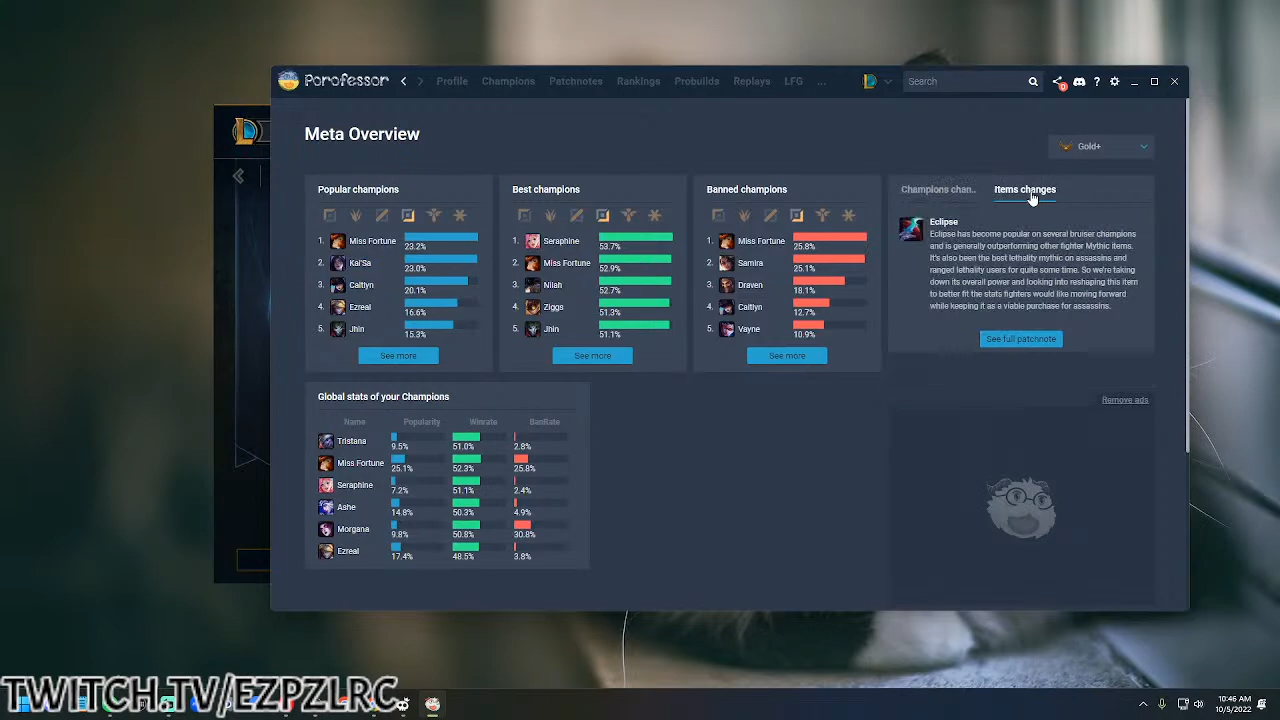 Porofessor
Profile
Champions
Patchnotes
Rankings
Probuilds
Replays
LFG
...
Search
0
Meta Overview
Gold+
Popular champions
1. Miss Fortune 23.2%
2. Kai'Sa 23.0%
3. Caitlyn 20.1%
4. Ezreal 16.6%
5. Jhin 15.3%
See more
Best champions
1. Seraphine 53.7%
2. Miss Fortune 52.9%
3. Nilah 52.7%
4. Ziggs 51.3%
5. Jhin 51.1%
See more
Banned champions
1. Miss Fortune 25.8%
2. Samira 25.1%
3. Draven 18.1%
4. Caitlyn 12.7%
5. Vayne 10.9%
See more
Champions chan..
Items changes
Eclipse
Eclipse has become popular on several bruiser champions
and is generally outperforming other fighter Mythic items.
It's also been the best lethality mythic on assassins and
ranged lethality users for quite some time. So we're taking
down its overall power and looking into reshaping this item
to better fit the stats fighters would like moving forward
while keeping it as a viable purchase for assassins.
See full patchnote
Remove ads
Global stats of your Champions
Name Popularity Winrate BanRate
Tristana 9.5% 51.0% 2.8%
Miss Fortune 25.1% 52.3% 25.8%
Seraphine 7.2% 51.1% 2.4%
Ashe 14.8% 50.3% 4.9%
Morgana 9.8% 50.8% 30.8%
Ezreal 17.4% 48.5% 3.8%
TWITCH.TV/EZPZLRC
10:46 AM
10/5/2022